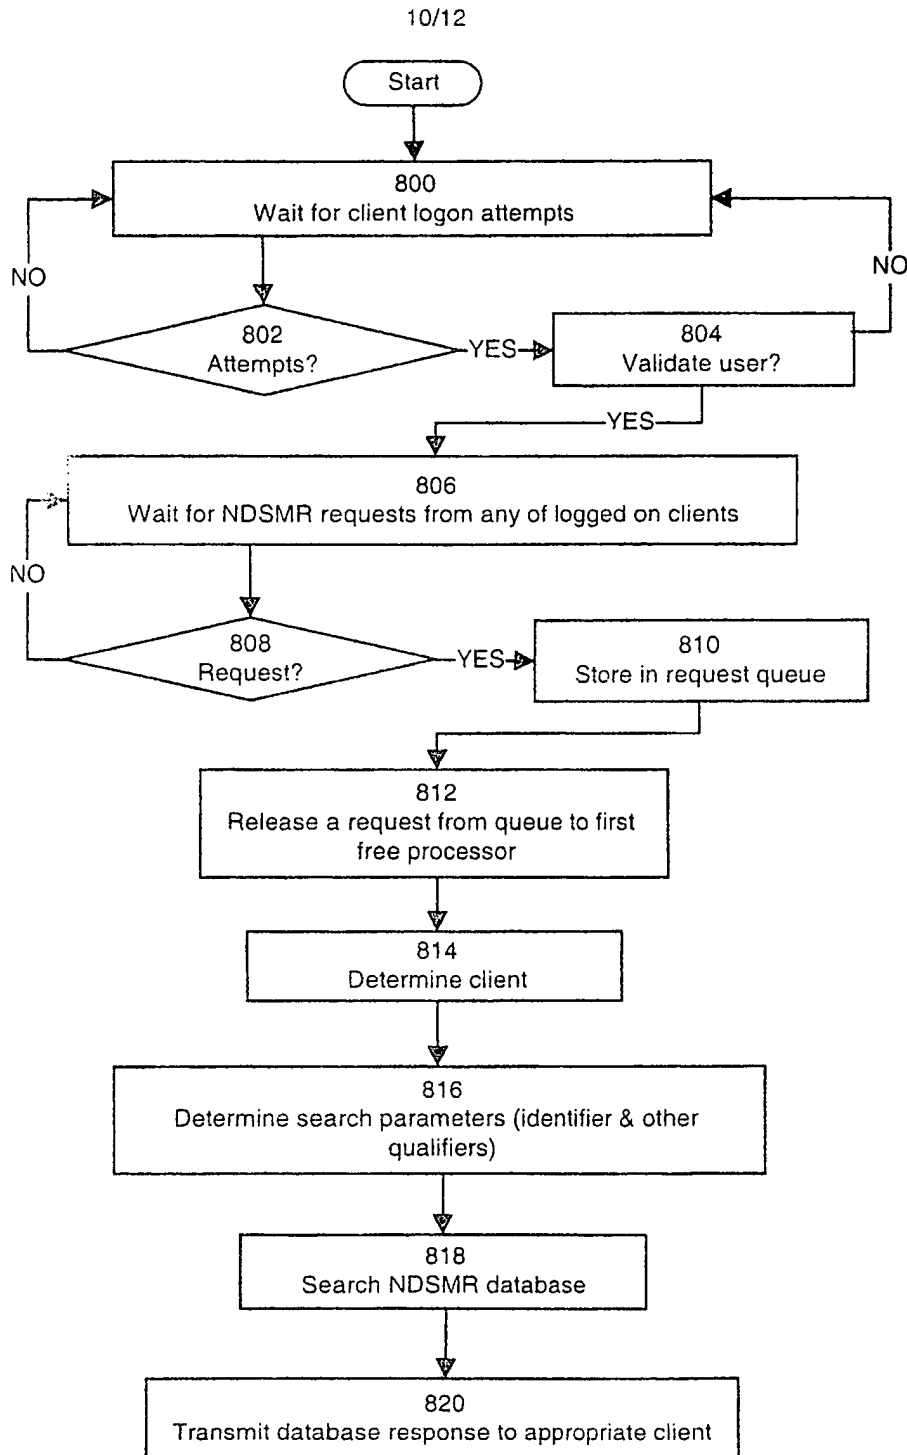 10/12
Start
800
Wait for client logon attempts
NO
NO
802
Attempts?
YES
804
Validate user?
YES
806
Wait for NDSMR requests from any of logged on clients
NO
808
Request?
YES
810
Store in request queue
812
Release a request from queue to first
free processor
814
Determine client
816
Determine search parameters (identifier & other
qualifiers)
818
Search NDSMR database
820
Transmit database response to appropriate client